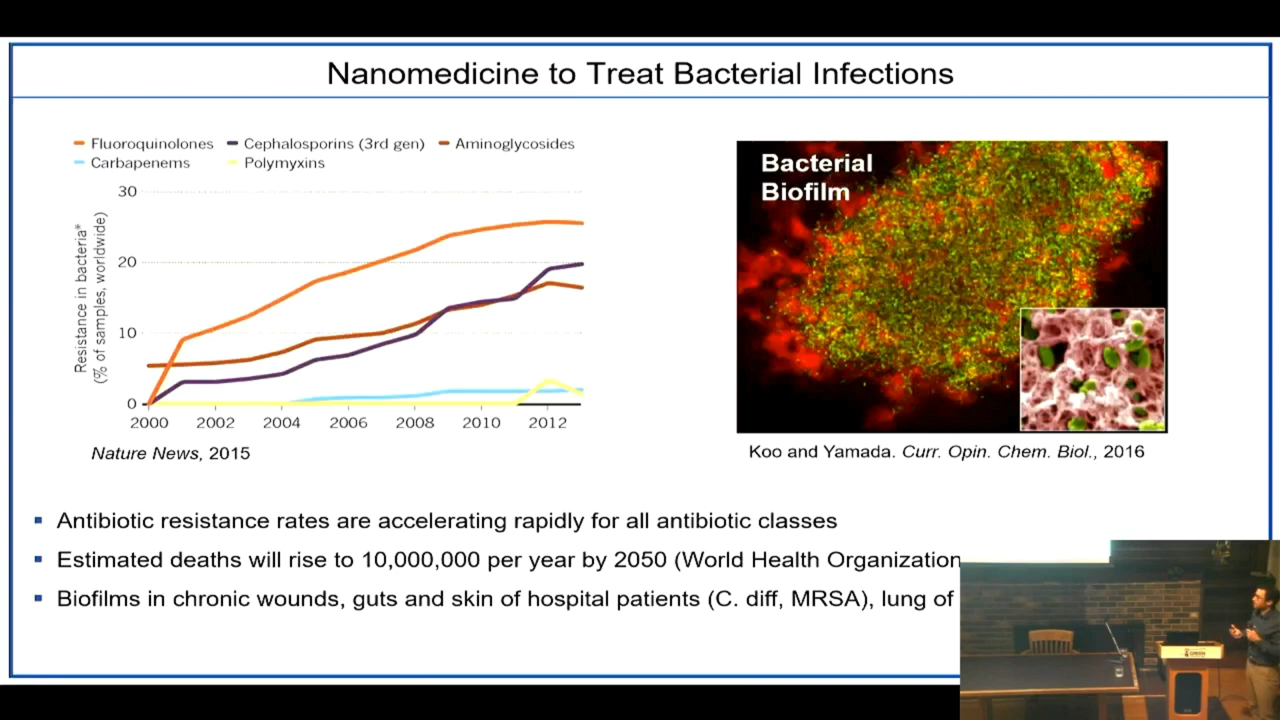 Nanomedicine to Treat Bacterial Infections
Fluoroquinolones Cephalosporins (3rd gen) Aminoglycosides
Carbapenems Polymyxins
Resistance in bacteria*
(% of samples, worldwide)
30
20
10
0
2000 2002 2004 2006 2008 2010 2012
Nature News, 2015
Bacterial
Biofilm
Koo and Yamada. Curr. Opin. Chem. Biol., 2016
Antibiotic resistance rates are accelerating rapidly for all antibiotic classes
Estimated deaths will rise to 10,000,000 per year by 2050 (World Health Organization
Biofilms in chronic wounds, guts and skin of hospital patients (C. diff, MRSA), lung of